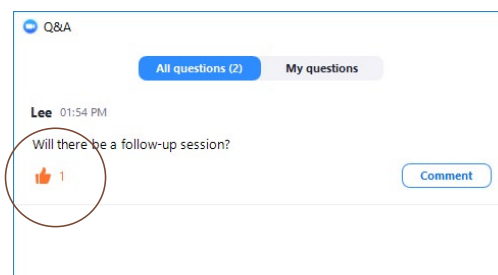 Q&A
All questions (2) My questions
Lee 01:54 PM
Will there be a follow-up session?
1 Comment